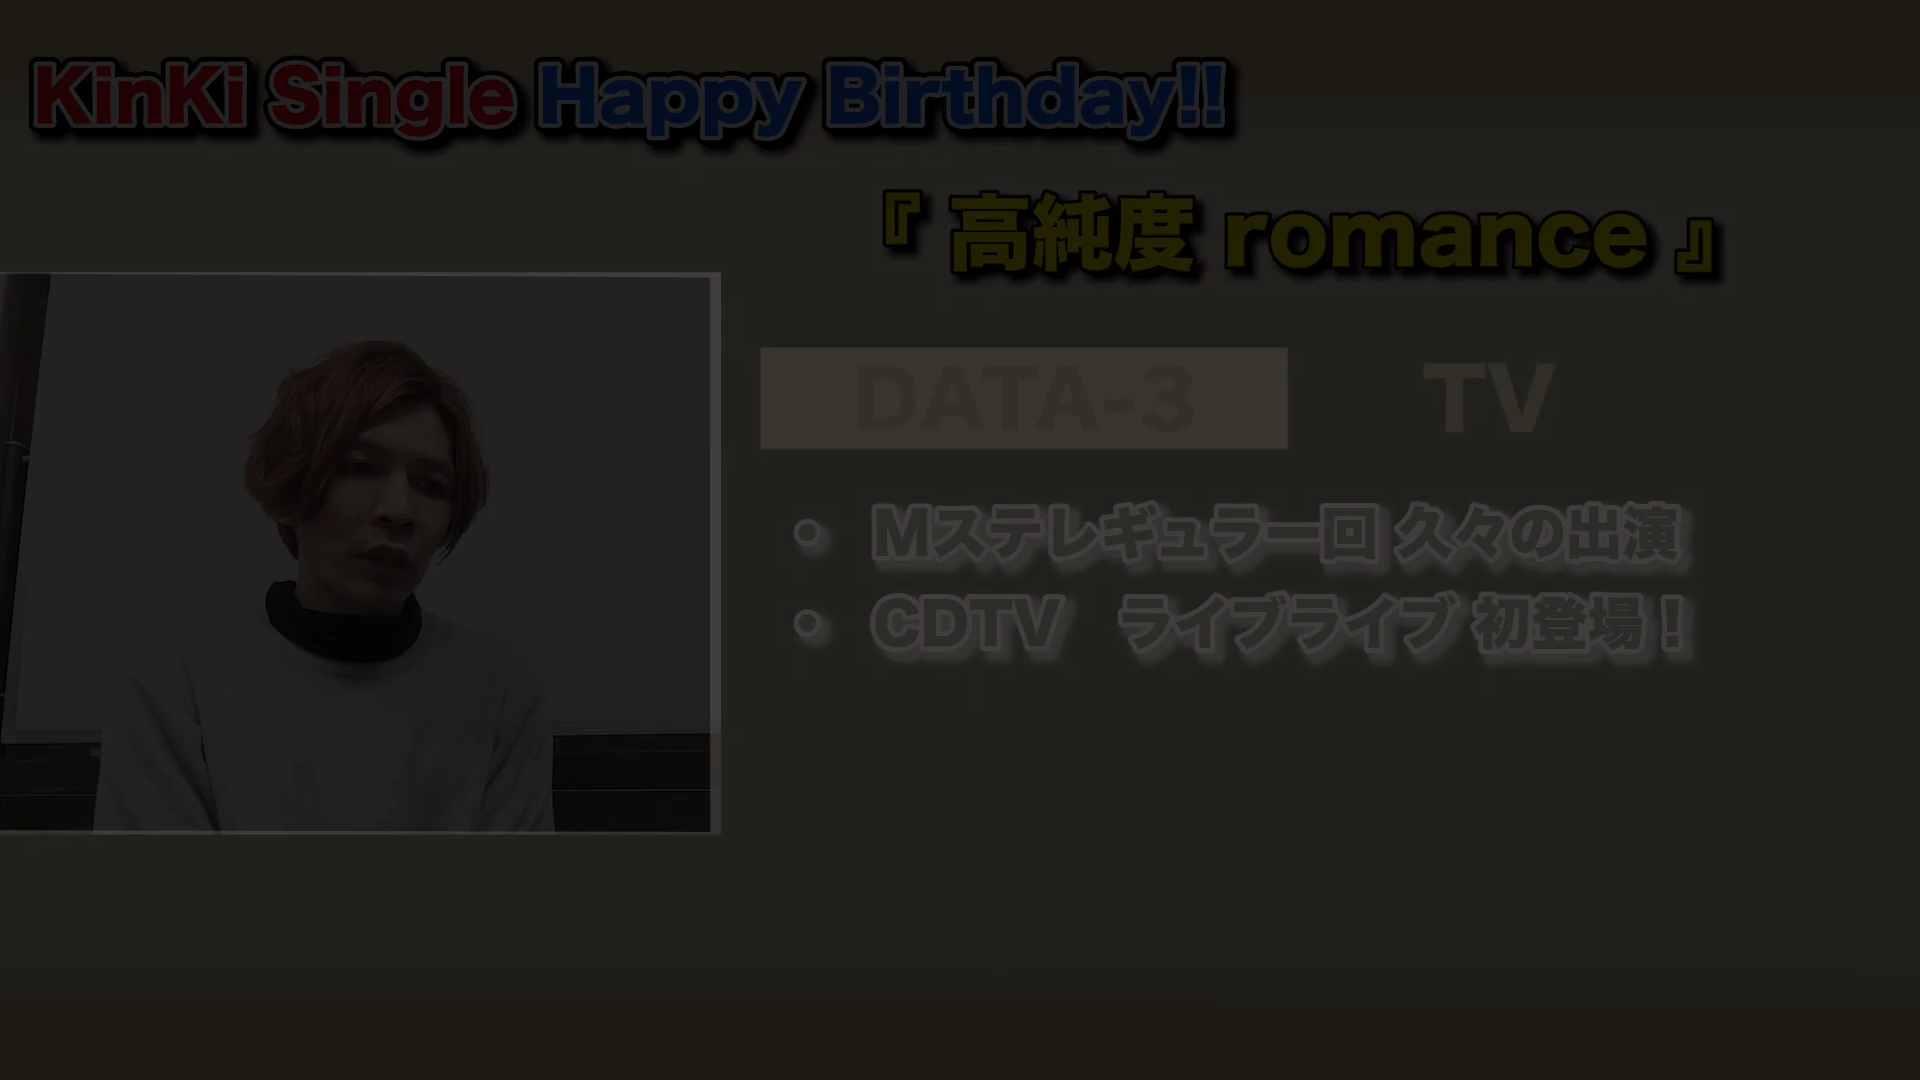 KinKi Single Happy Birthday!!
『 高純度 romance 』
DATA-3 TV
• Mステレギュラー回 久々の出演
• CDTV ライブライブ 初登場！